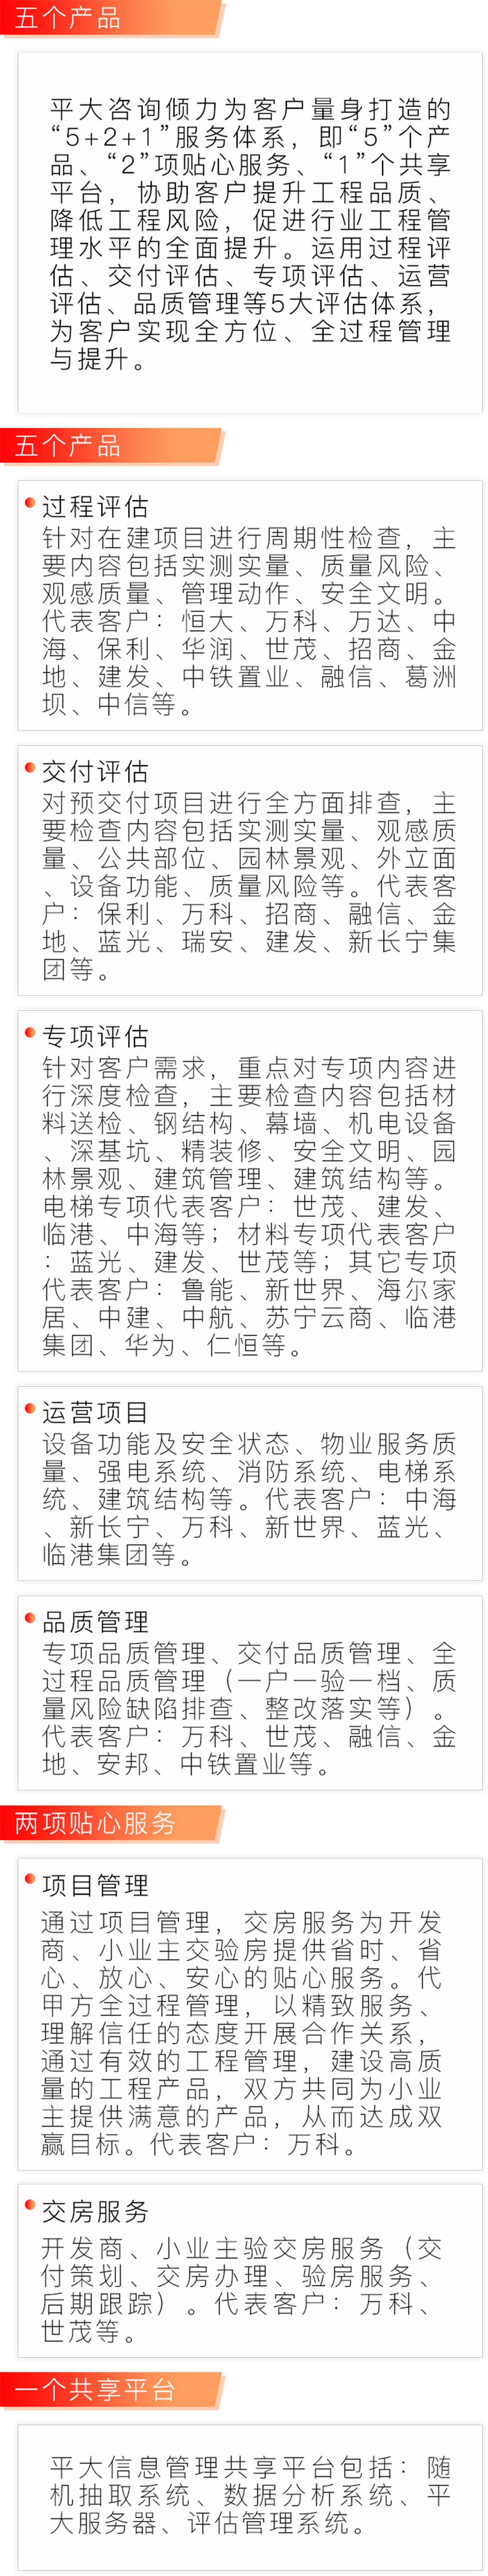 五个产品
平大咨询倾力为客户量身打造的
“5+2+1”服务体系，即“5”个产
品、“2”项贴心服务、“1”个共享
平台，协助客户提升工程品质、
降低工程风险，促进行业工程管
理水平的全面提升。运用过程评
估、交付评估、专项评估、运营
评估、品质管理等5大评估体系，
为客户实现全方位、全过程管理
与提升。
五个产品
过程评估
针对在建项目进行周期性检查，主
要内容包括实测实量、质量风险、
观感质量、管理动作、安全文明。
代表客户：恒大、万科、万达、中
海、保利、华润、世茂、招商、金
地、建发、中铁置业、融信、葛洲
坝、中信等。
交付评估
对预交付项目进行全方面排查，主
要检查内容包括实测实量、观感质
量、公共部位、园林景观、外立面
、设备功能、质量风险等。代表客
户：保利、万科、招商、融信、金
地、蓝光、瑞安、建发、新长宁集
团等。
专项评估
针对客户需求，重点对专项内容进
行深度检查，主要检查内容包括材
料送检、钢结构、幕墙、机电设备
、深基坑、精装修、安全文明、园
林景观、建筑管理、建筑结构等。
电梯专项代表客户：世茂、建发、
临港、中海等；材料专项代表客户
：蓝光、建发、世茂等；其它专项
代表客户：鲁能、新世界、海尔家
居、中建、中航、苏宁云商、临港
集团、华为、仁恒等。
运营项目
设备功能及安全状态、物业服务质
量、强电系统、消防系统、电梯系
统、建筑结构等。代表客户：中海
、新长宁、万科、新世界、蓝光、
临港集团等。
品质管理
专项品质管理、交付品质管理、全
过程品质管理（一户一验一档、质
量风险缺陷排查、整改落实等）。
代表客户：万科、世茂、融信、金
地、安邦、中铁置业等。
两项贴心服务
项目管理
通过项目管理，交房服务为开发
商、小业主交验房提供省时、省
心、放心、安心的贴心服务。代
甲方全过程管理，以精致服务、
理解信任的态度开展合作关系，
通过有效的工程管理，建设高质
量的工程产品，双方共同为小业
主提供满意的产品，从而达成双
赢目标。代表客户：万科。
交房服务
开发商、小业主验交房服务（交
付策划、交房办理、验房服务、
后期跟踪）。代表客户：万科、
世茂等。
一个共享平台
平大信息管理共享平台包括：随
机抽取系统、数据分析系统、平
大服务器、评估管理系统。